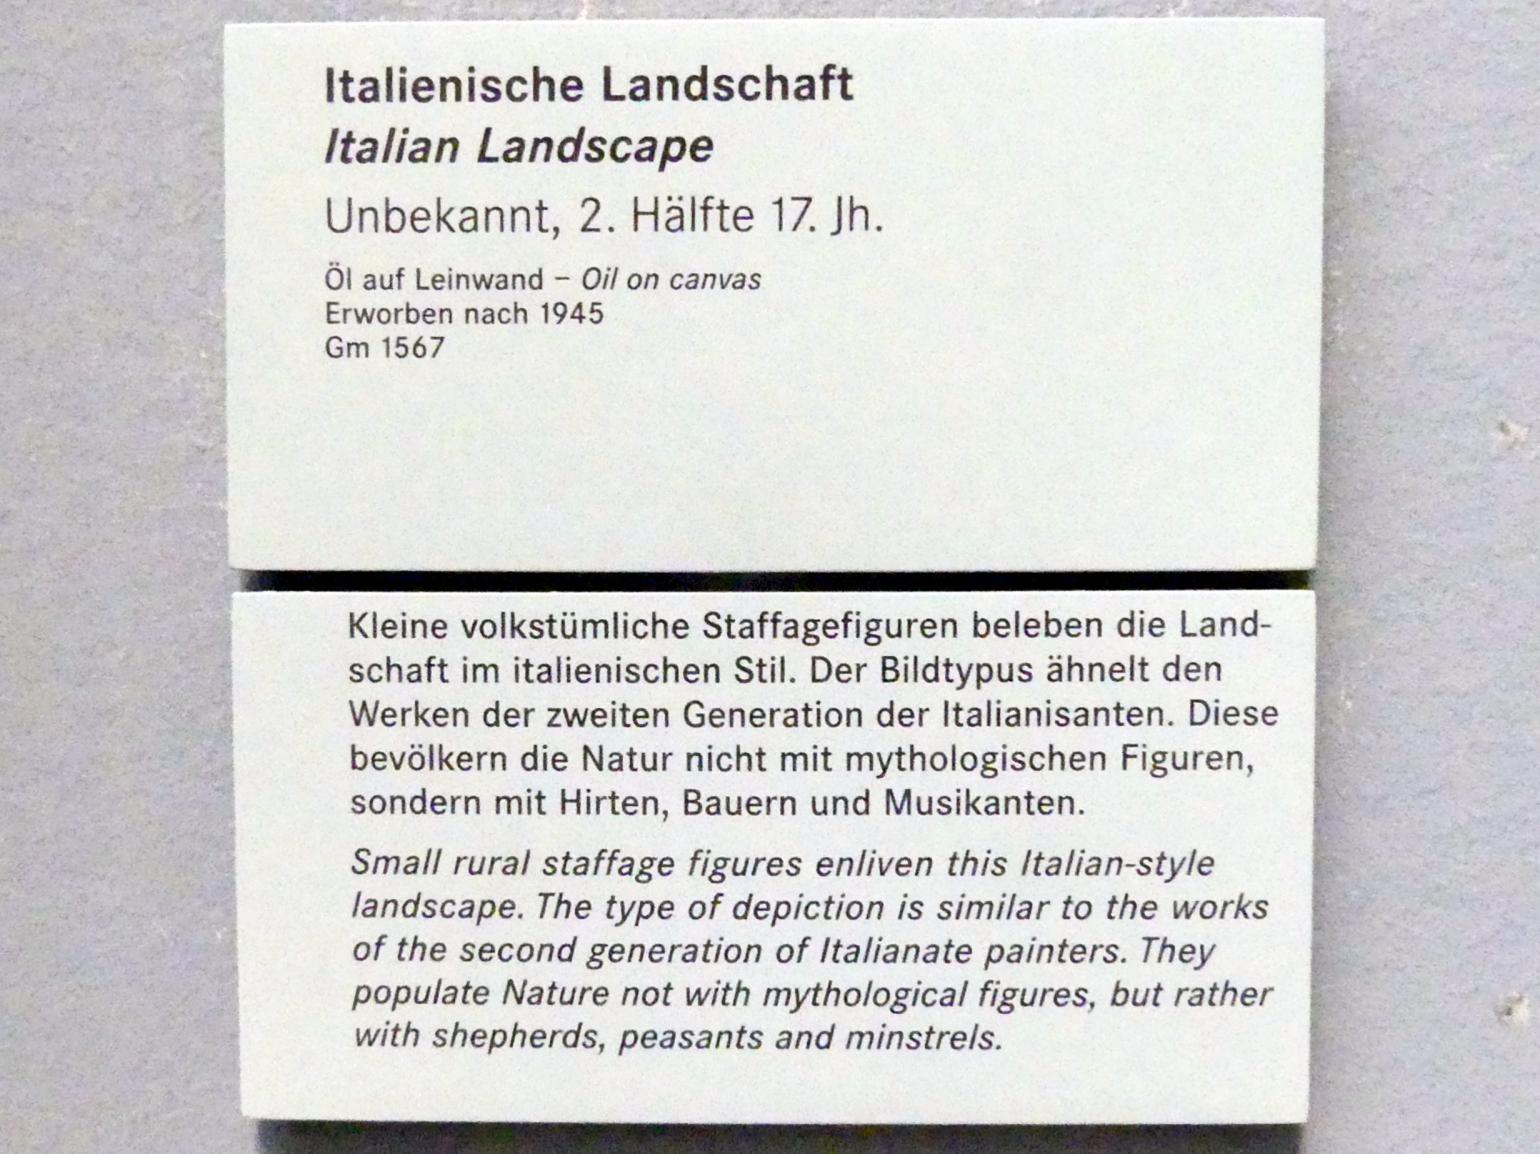 Italienische Landschaft
Italian Landscape
Unbekannt, 2. Hälfte 17. Jh.
Öl auf Leinwand – Oil on canvas
Erworben nach 1945
Gm 1567
Kleine volkstümliche Staffagefiguren beleben die Land-
schaft im italienischen Stil. Der Bildtypus ähnelt den
Werken der zweiten Generation der Italianisanten. Diese
bevölkern die Natur nicht mit mythologischen Figuren,
sondern mit Hirten, Bauern und Musikanten.
Small rural staffage figures enliven this Italian-style
landscape. The type of depiction is similar to the works
of the second generation of Italianate painters. They
populate Nature not with mythological figures, but rather
with shepherds, peasants and minstrels.